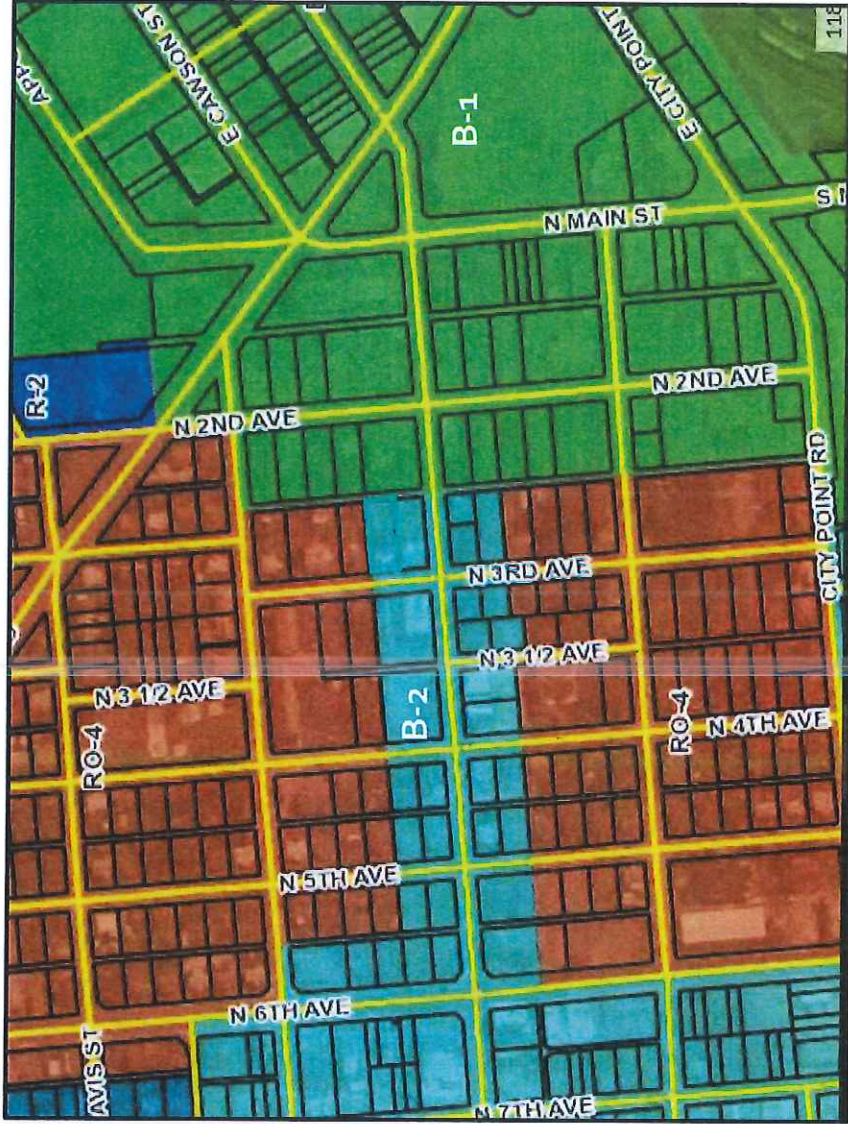 E CAWSON ST
E CITY POINT
118
B-1
N MAIN ST
R-2
N 2ND AVE
N 2ND AVE
CITY POINT RD
N 3RD AVE
N 3 1/2 AVE
N 3 1/2 AVE
B-2
RO-4
RO-4
N 4TH AVE
N 5TH AVE
N 6TH AVE
AVIS ST
N 7TH AVE